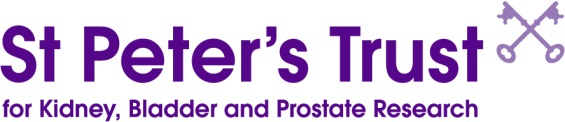 St Peter's Trust
for Kidney, Bladder and Prostate Research